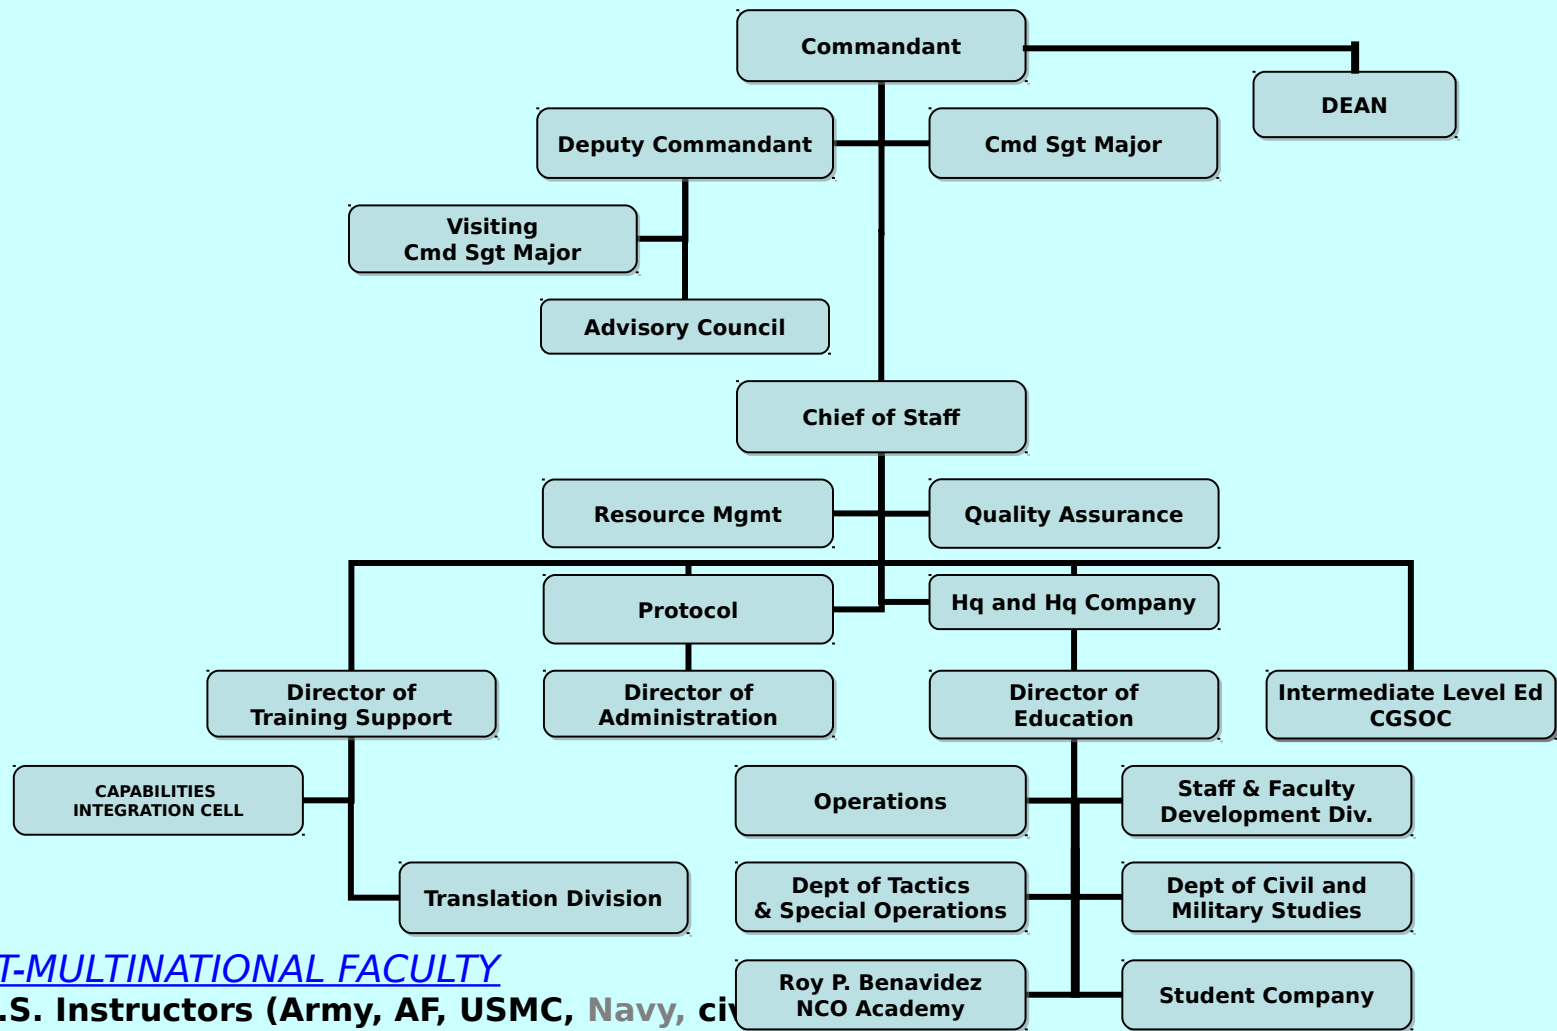 Commandant
DEAN
Deputy Commandant
Cmd Sgt Major
Visiting
Cmd Sgt Major
Advisory Council
Chief of Staff
Resource Mgmt
Quality Assurance
Protocol
Hq and Hq Company
Director of
Training Support
Director of
Administration
Director of
Education
Intermediate Level Ed
CGSOC
CAPABILITIES
INTEGRATION CELL
Operations
Staff & Faculty
Development Div.
Translation Division
Dept of Tactics
& Special Operations
Dept of Civil and
Military Studies
Roy P. Benavidez
NCO Academy
Student Company
T-MULTINATIONAL FACULTY
.S. Instructors (Army, AF, USMC, Navy,